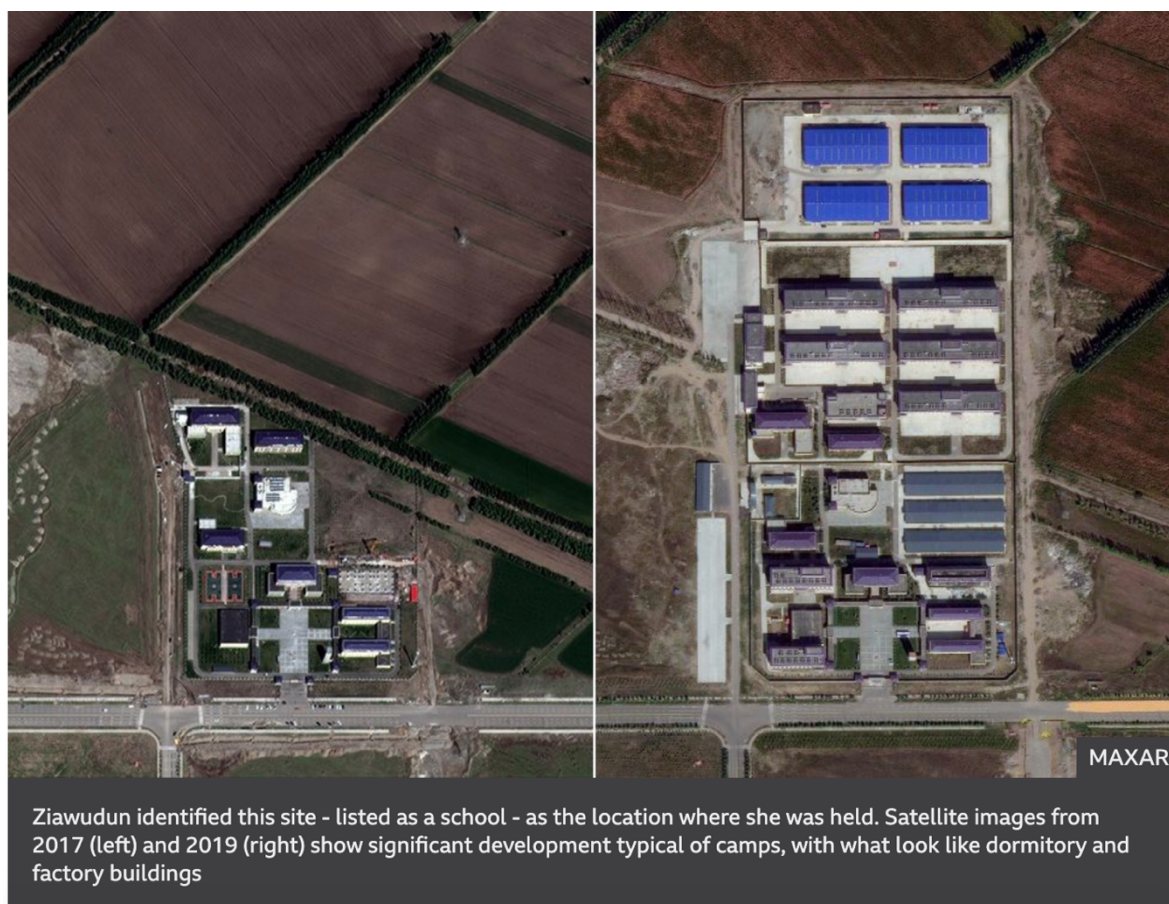 MAXAR
Ziawudun identified this site - listed as a school - as the location where she was held. Satellite images from
2017 (left) and 2019 (right) show significant development typical of camps, with what look like dormitory and
factory buildings